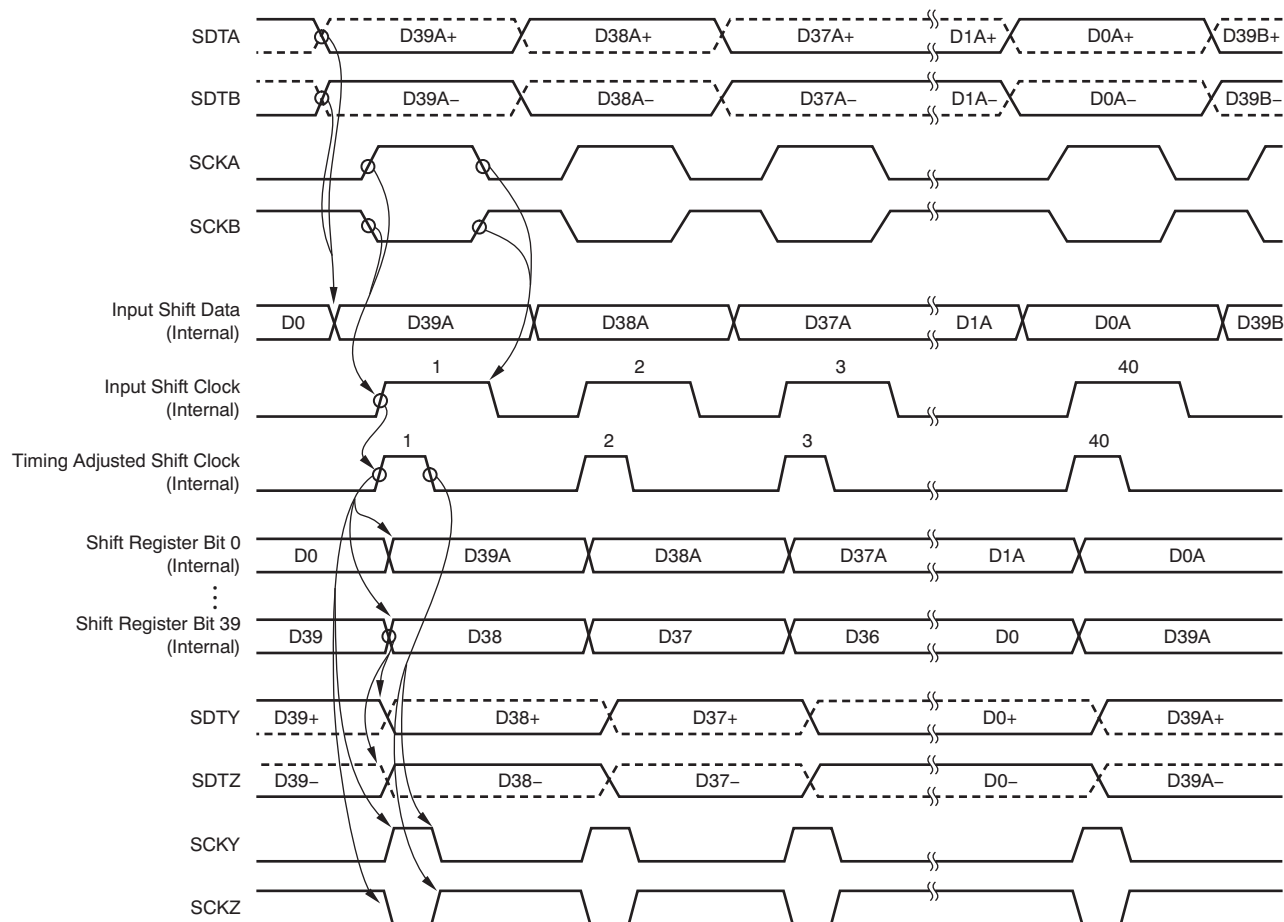 SDTA D39A+ D38A+ D37A+ D1A+ D0A+ D39B+
SDTB D39A– D38A– D37A– D1A– D0A– D39B–
SCKA
SCKB
Input Shift Data
(Internal)
D0 D39A D38A D37A D1A D0A D39B
1 2 3 40
Input Shift Clock
(Internal)
1 2 3 40
Timing Adjusted Shift Clock
(Internal)
Shift Register Bit 0
(Internal)
D0 D39A D38A D37A D1A D0A
Shift Register Bit 39
(Internal)
D39 D38 D37 D36 D0 D39A
SDTY D39+ D38+ D37+ D0+ D39A+
SDTZ D39– D38– D37– D0– D39A–
SCKY
SCKZ